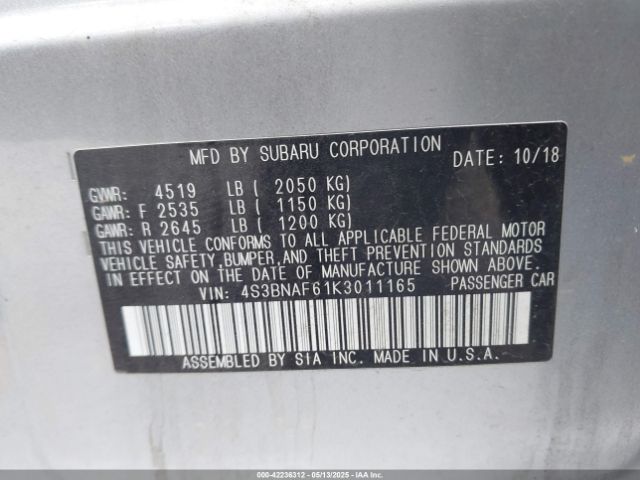 MFD BY SUBARU CORPORATION DATE: 10/18
GVWR: 4519 LB ( 2050 KG)
GAWR: F 2535 LB ( 1150 KG)
GAWR: R 2645 LB ( 1200 KG)
THIS VEHICLE CONFORMS TO ALL APPLICABLE FEDERAL MOTOR
VEHICLE SAFETY,BUMPER,AND THEFT PREVENTION STANDARDS
IN EFFECT ON THE DATE OF MANUFACTURE SHOWN ABOVE.
VIN: 4S3BNAF61K3011165 PASSENGER CAR
ASSEMBLED BY SIA INC. MADE IN U.S.A.
000-42236312 - 05/13/2025 - IAA Inc.